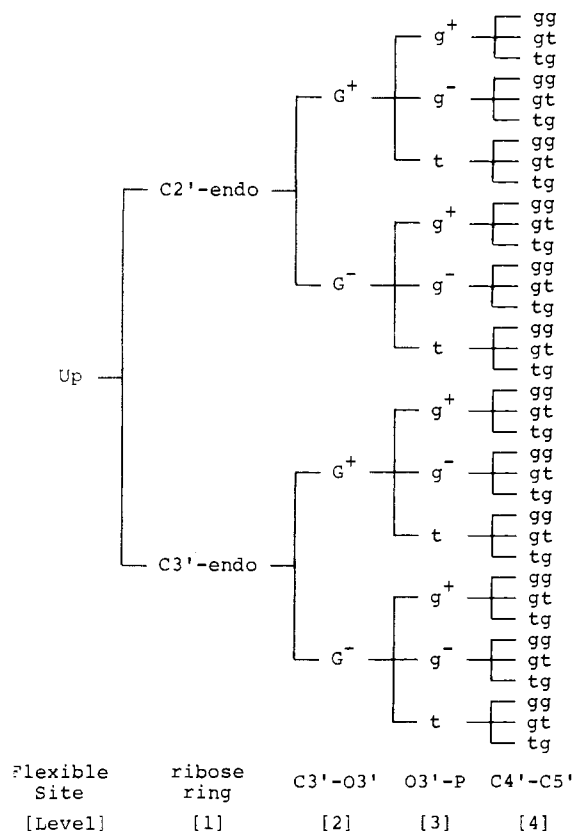 gg
g⁺ gt
tg
gg
G⁺ g⁻ gt
tg
gg
t gt
tg
C2'-endo
gg
g⁺ gt
tg
gg
G⁻ g⁻ gt
tg
gg
t gt
tg
Up
gg
g⁺ gt
tg
gg
G⁺ g⁻ gt
tg
gg
t gt
tg
C3'-endo
gg
g⁺ gt
tg
gg
G⁻ g⁻ gt
tg
gg
t gt
tg
Flexible Site
ribose ring
C3'-O3'
O3'-P
C4'-C5'
[Level] [1] [2] [3] [4]